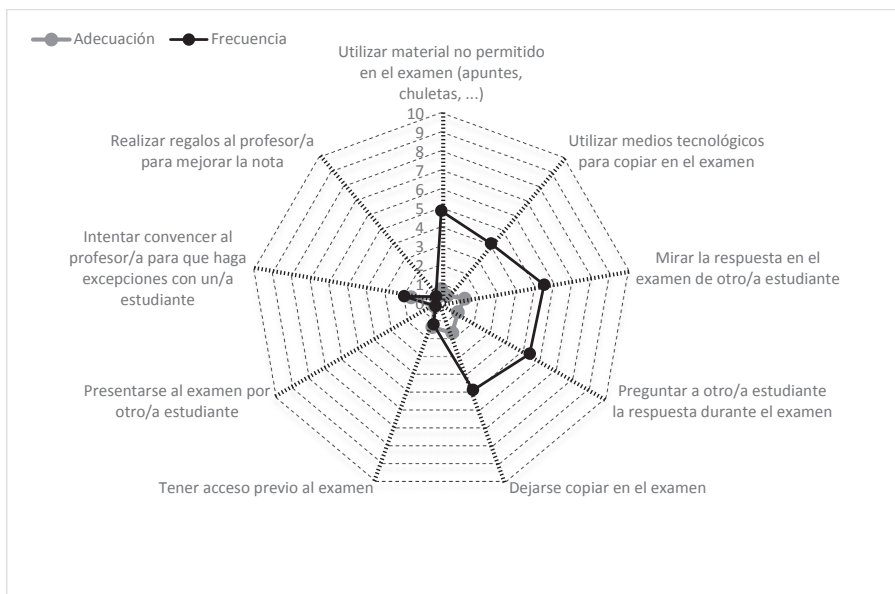 Adecuación
Frecuencia
Utilizar material no permitido
en el examen (apuntes,
chuletas, ...)
10
9
8
7
6
5
4
3
2
1
0
Utilizar medios tecnológicos
para copiar en el examen
Mirar la respuesta en el
examen de otro/a estudiante
Preguntar a otro/a estudiante
la respuesta durante el examen
Dejarse copiar en el examen
Tener acceso previo al examen
Presentarse al examen por
otro/a estudiante
Intentar convencer al
profesor/a para que haga
excepciones con un/a
estudiante
Realizar regalos al profesor/a
para mejorar la nota